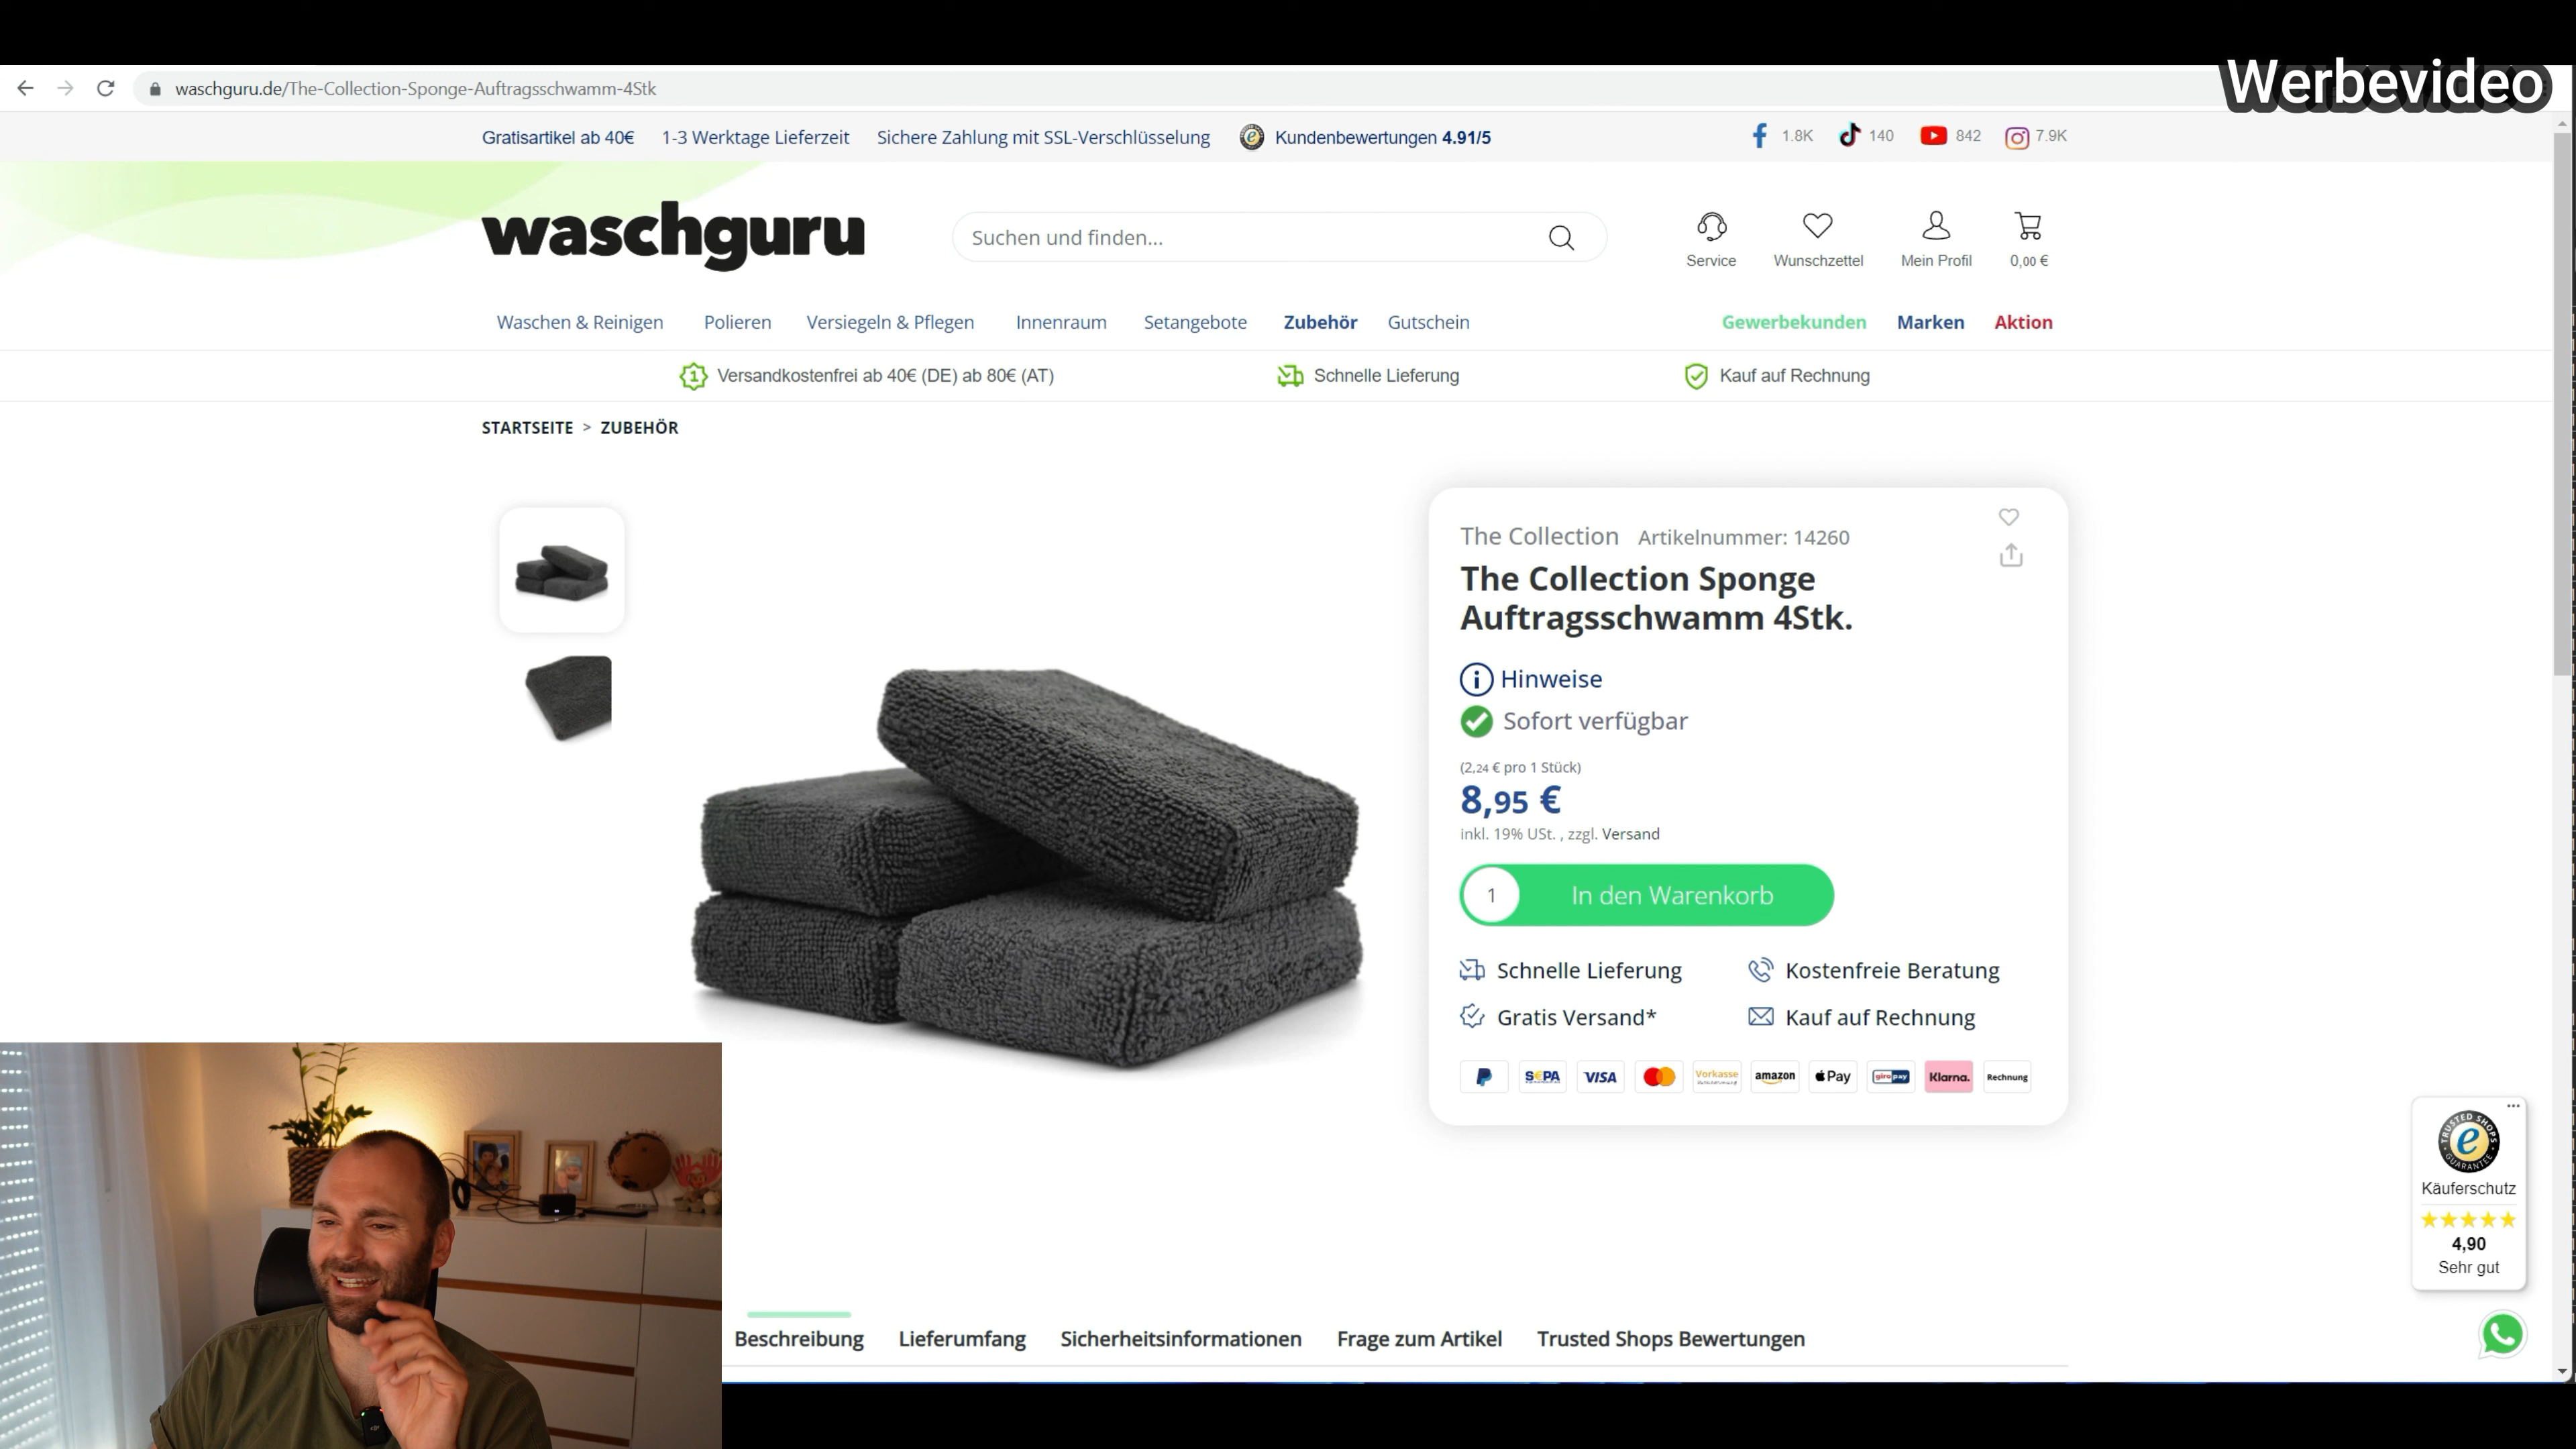 Werbevideo
waschguru.de/The-Collection-Sponge-Auftragsschwamm-4Stk
Gratisartikel ab 40€ 1-3 Werktage Lieferzeit Sichere Zahlung mit SSL-Verschlüsselung Kundenbewertungen 4.91/5 1.8K 140 842 7.9K
waschguru
Suchen und finden...
Service Wunschzettel Mein Profil 0,00 €
Waschen & Reinigen Polieren Versiegeln & Pflegen Innenraum Setangebote Zubehör Gutschein Gewerbekunden Marken Aktion
Versandkostenfrei ab 40€ (DE) ab 80€ (AT) Schnelle Lieferung Kauf auf Rechnung
STARTSEITE > ZUBEHÖR
The Collection Artikelnummer: 14260
The Collection Sponge
Auftragsschwamm 4Stk.
Hinweise
Sofort verfügbar
(2,24 € pro 1 Stück)
8,95 €
inkl. 19% USt. , zzgl. Versand
1 In den Warenkorb
Schnelle Lieferung Kostenfreie Beratung
Gratis Versand* Kauf auf Rechnung
SEPA VISA Vorkasse amazon Pay giropay Klarna. Rechnung
TRUSTED SHOPS
e
GUARANTEE
Käuferschutz
4,90
Sehr gut
Beschreibung Lieferumfang Sicherheitsinformationen Frage zum Artikel Trusted Shops Bewertungen